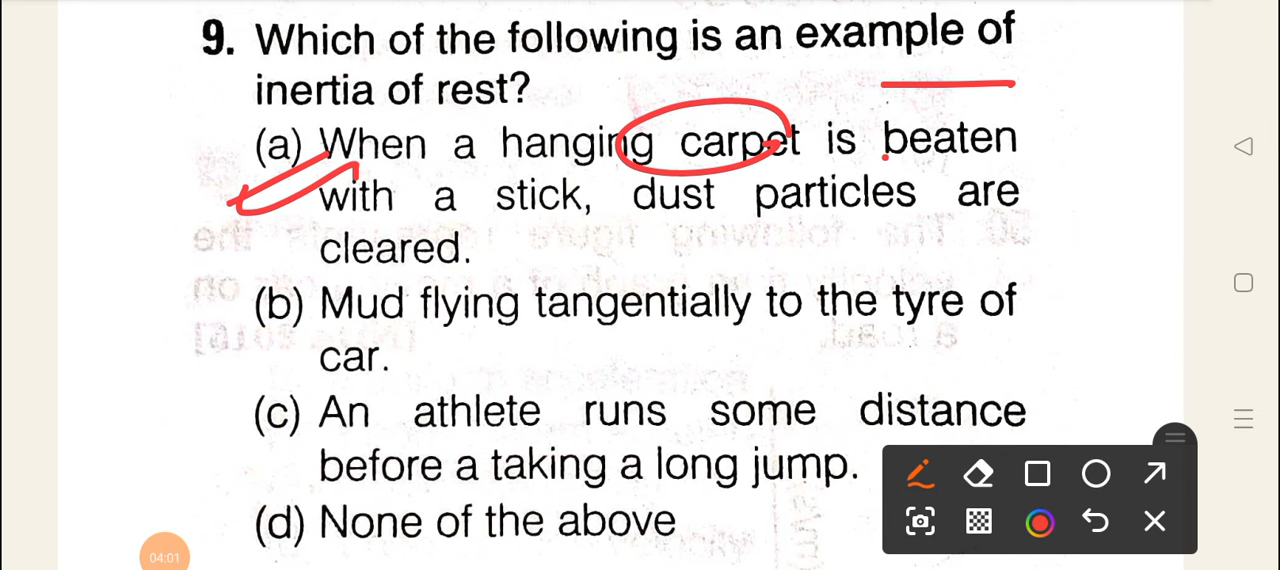 9. Which of the following is an example of
inertia of rest?
(a) When a hanging carpet is beaten
with a stick, dust particles are
cleared.
(b) Mud flying tangentially to the tyre of
car.
(c) An athlete runs some distance
before a taking a long jump.
(d) None of the above
04:01